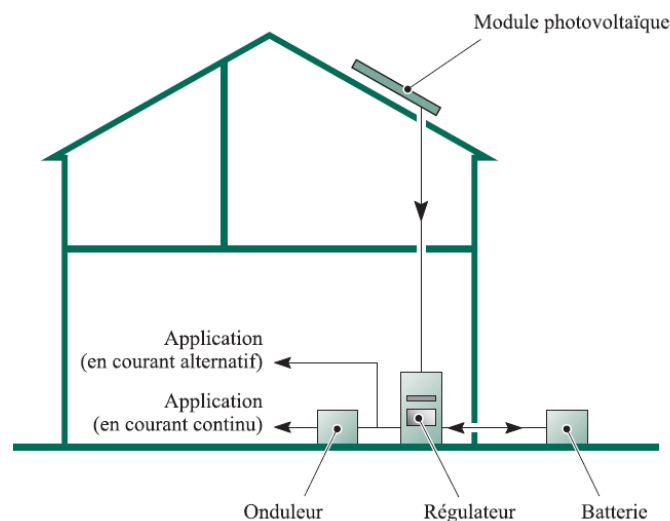 Module photovoltaïque
Application
(en courant alternatif)
Application
(en courant continu)
Onduleur
Régulateur
Batterie